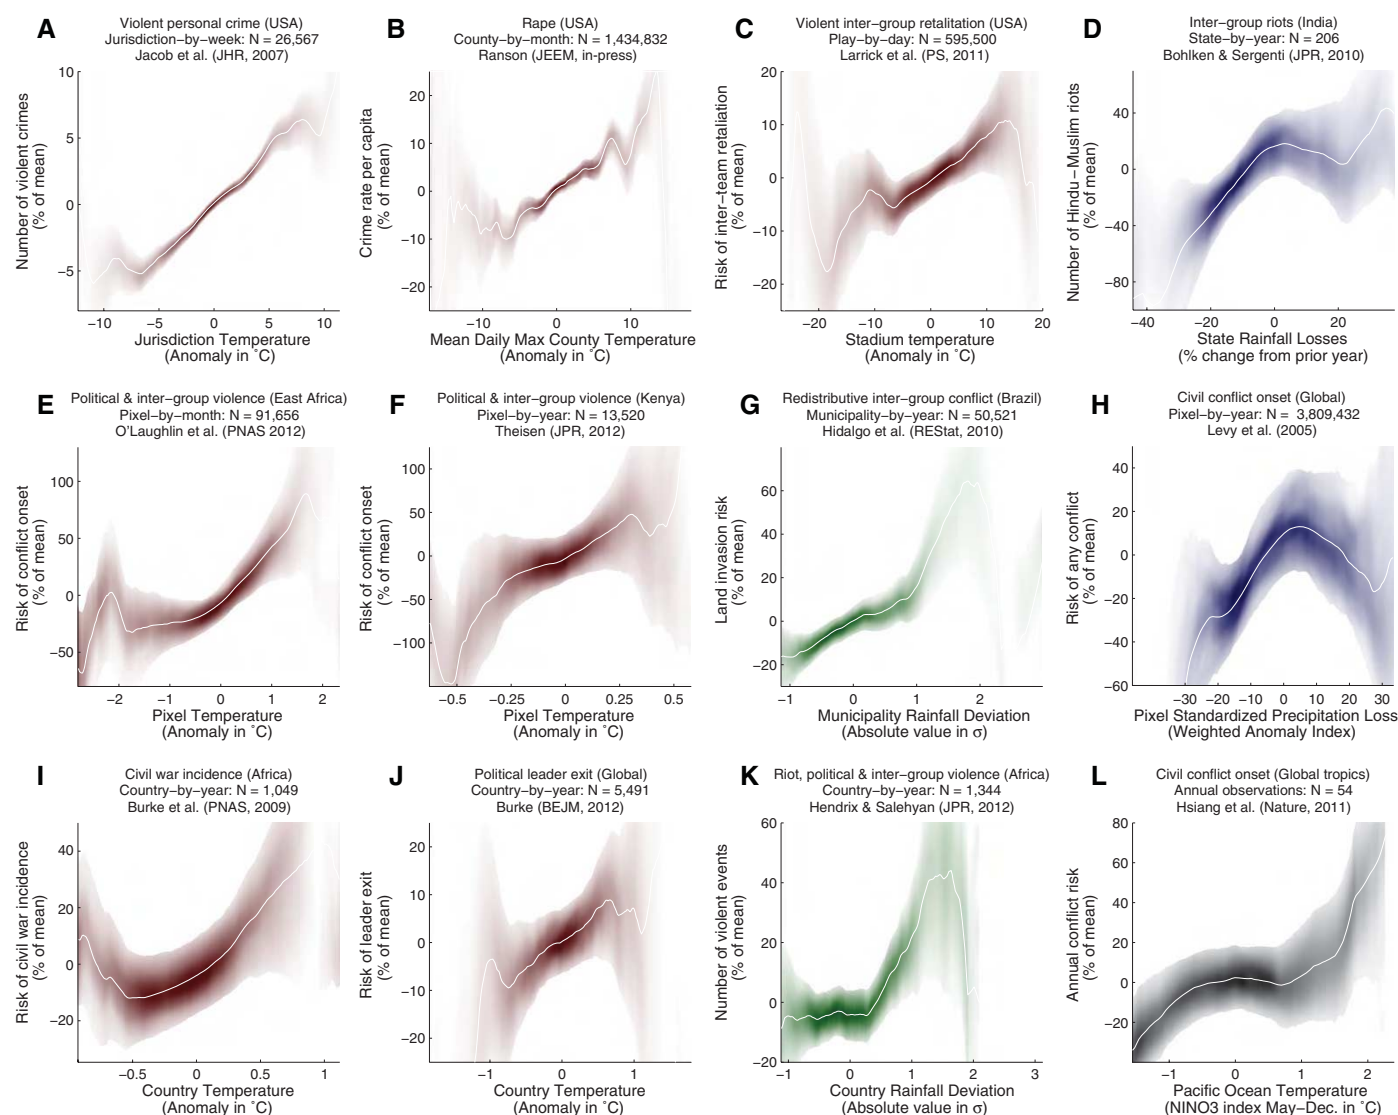 A
Violent personal crime (USA)
Jurisdiction-by-week: N = 26,567
Jacob et al. (JHR, 2007)
Number of violent crimes
(% of mean)
10
5
0
−5
−10 −5 0 5 10
Jurisdiction Temperature
(Anomaly in ˚C)
B
Rape (USA)
County-by-month: N = 1,434,832
Ranson (JEEM, in-press)
Crime rate per capita
(% of mean)
20
10
0
−10
−20
−10 0 10
Mean Daily Max County Temperature
(Anomaly in ˚C)
C
Violent inter-group retalitation (USA)
Play-by-day: N = 595,500
Larrick et al. (PS, 2011)
Risk of inter-team retaliation
(% of mean)
20
10
0
−10
−20
−20 −10 0 10 20
Stadium temperature
(Anomaly in ˚C)
D
Inter-group riots (India)
State-by-year: N = 206
Bohlken & Sergenti (JPR, 2010)
Number of Hindu-Muslim riots
(% of mean)
40
0
−40
−80
−40 −20 0 20
State Rainfall Losses
(% change from prior year)
E
Political & inter-group violence (East Africa)
Pixel-by-month: N = 91,656
O'Laughlin et al. (PNAS 2012)
Risk of conflict onset
(% of mean)
100
50
0
−50
−2 −1 0 1 2
Pixel Temperature
(Anomaly in ˚C)
F
Political & inter-group violence (Kenya)
Pixel-by-year: N = 13,520
Theisen (JPR, 2012)
Risk of conflict onset
(% of mean)
100
50
0
−50
−100
−0.5 −0.25 0 0.25 0.5
Pixel Temperature
(Anomaly in ˚C)
G
Redistributive inter-group conflict (Brazil)
Municipality-by-year: N = 50,521
Hidalgo et al. (REStat, 2010)
Land invasion risk
(% of mean)
60
40
20
0
−20
−1 0 1 2
Municipality Rainfall Deviation
(Absolute value in σ)
H
Civil conflict onset (Global)
Pixel-by-year: N = 3,809,432
Levy et al. (2005)
Risk of any conflict
(% of mean)
40
20
0
−20
−40
−60
−30 −20 −10 0 10 20 30
Pixel Standardized Precipitation Loss
(Weighted Anomaly Index)
I
Civil war incidence (Africa)
Country-by-year: N = 1,049
Burke et al. (PNAS, 2009)
Risk of civil war incidence
(% of mean)
40
20
0
−20
−0.5 0 0.5 1
Country Temperature
(Anomaly in ˚C)
J
Political leader exit (Global)
Country-by-year: N = 5,491
Burke (BEJM, 2012)
Risk of leader exit
(% of mean)
20
10
0
−10
−20
−1 0 1
Country Temperature
(Anomaly in ˚C)
K
Riot, political & inter-group violence (Africa)
Country-by-year: N = 1,344
Hendrix & Salehyan (JPR, 2012)
Number of violent events
(% of mean)
60
40
20
0
−20
−1 0 1 2 3
Country Rainfall Deviation
(Absolute value in σ)
L
Civil conflict onset (Global tropics)
Annual observations: N = 54
Hsiang et al. (Nature, 2011)
Annual conflict risk
(% of mean)
80
60
40
20
0
−20
−1 0 1 2
Pacific Ocean Temperature
(NINO3 index May-Dec. in ˚C)